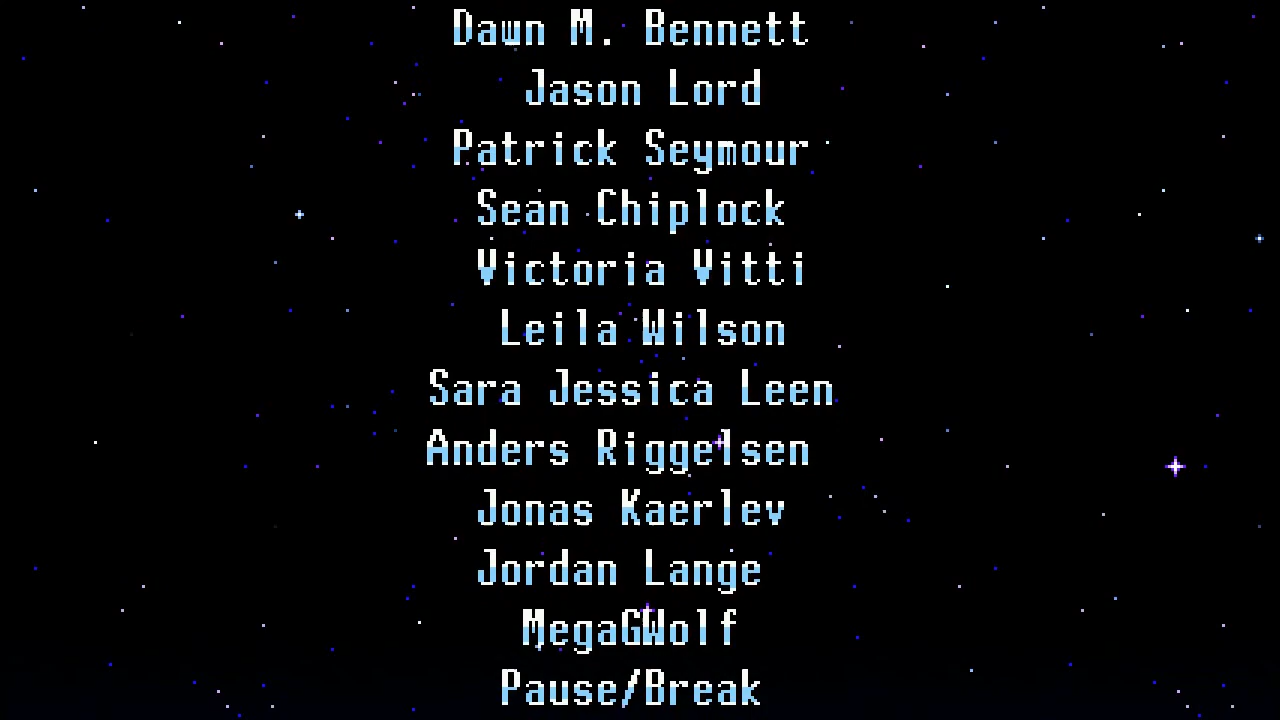 Dawn M. Bennett
Jason Lord
Patrick Seymour
Sean Chiplock
Victoria Vitti
Leila Wilson
Sara Jessica Leen
Anders Riggelsen
Jonas Kaerlev
Jordan Lange
MegaGWolf
Pause/Break